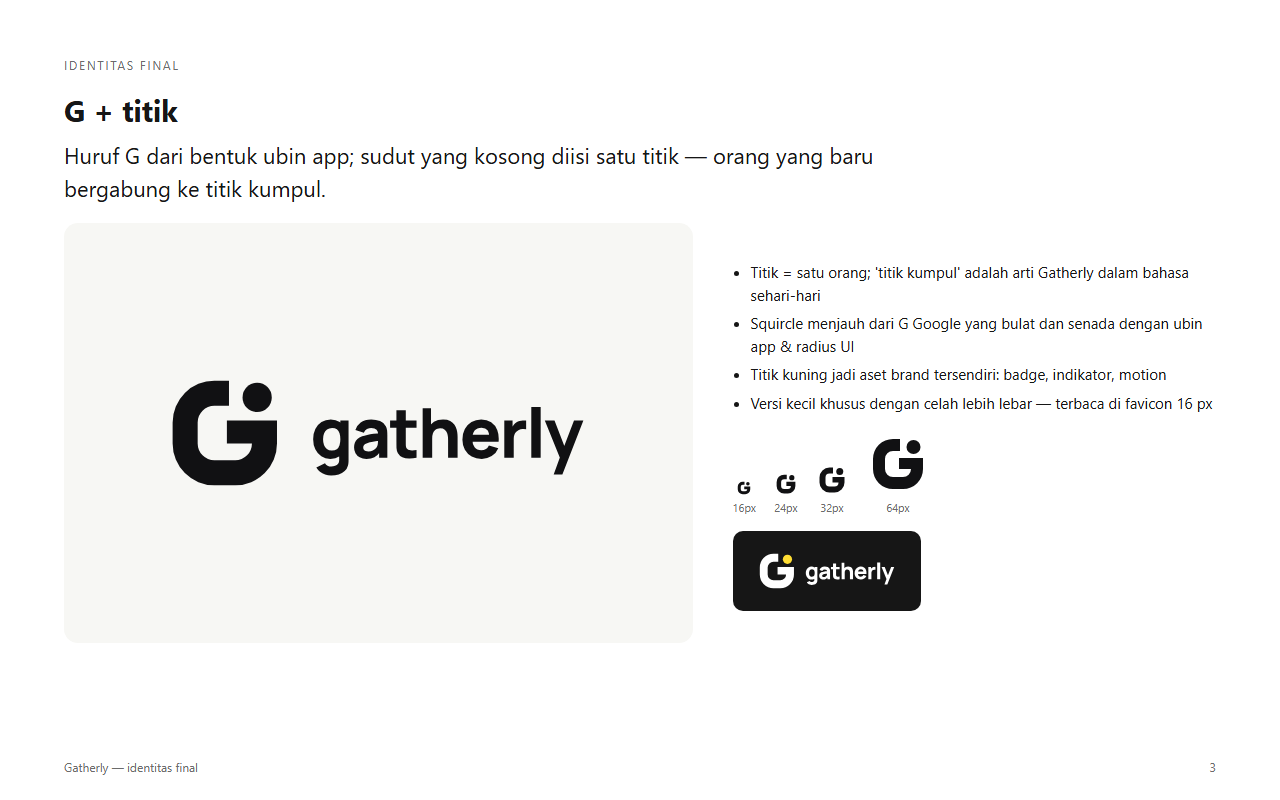 IDENTITAS FINAL
G + titik
Huruf G dari bentuk ubin app; sudut yang kosong diisi satu titik — orang yang baru
bergabung ke titik kumpul.
gatherly
• Titik = satu orang; 'titik kumpul' adalah arti Gatherly dalam bahasa
sehari-hari
• Squircle menjauh dari G Google yang bulat dan senada dengan ubin
app & radius UI
• Titik kuning jadi aset brand tersendiri: badge, indikator, motion
• Versi kecil khusus dengan celah lebih lebar — terbaca di favicon 16 px
16px 24px 32px 64px
gatherly
Gatherly — identitas final
3